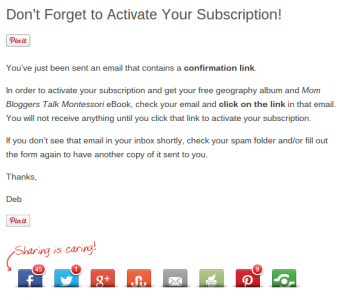 Don't Forget to Activate Your Subscription!
Pin it
You've just been sent an email that contains a confirmation link.
In order to activate your subscription and get your free geography album and Mom
Bloggers Talk Montessori eBook, check your email and click on the link in that email.
You will not receive anything until you click that link to activate your subscription.
If you don't see that email in your inbox shortly, check your spam folder and/or fill out
the form again to have another copy of it sent to you.
Thanks,
Deb
Pin it
Sharing is caring!
45 1 9